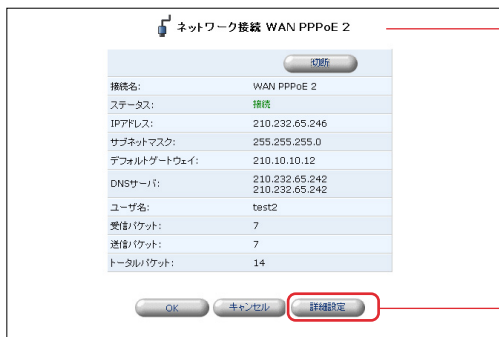 ネットワーク接続 WAN PPPoE 2
切断
接続名: WAN PPPoE 2
ステータス: 接続
IPアドレス: 210.232.65.246
サブネットマスク: 255.255.255.0
デフォルトゲートウェイ: 210.10.10.12
DNSサーバ: 210.232.65.242
210.232.65.242
ユーザ名: test2
受信パケット: 7
送信パケット: 7
トータルパケット: 14
OK キャンセル 詳細設定